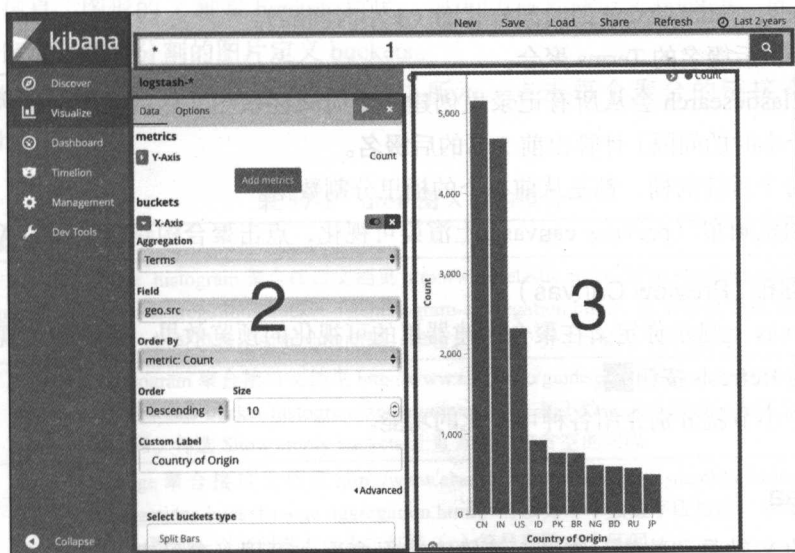 New Save Load Share Refresh Last 2 years
kibana
* 1
Discover
Visualize
Dashboard
Timelion
Management
Dev Tools
Collapse
logstash-*
Data Options
metrics
Y-Axis Count
Add metrics
buckets
X-Axis
Aggregation
Terms
Field
geo.src
2
Order By
metric: Count
Order Size
Descending 10
Custom Label
Country of Origin
Advanced
Select buckets type
Split Bars
Count
5,000
4,000
3,000
2,000
1,000
0
Count
3
CN IN US ID PK BR NG BD RU JP
Country of Origin